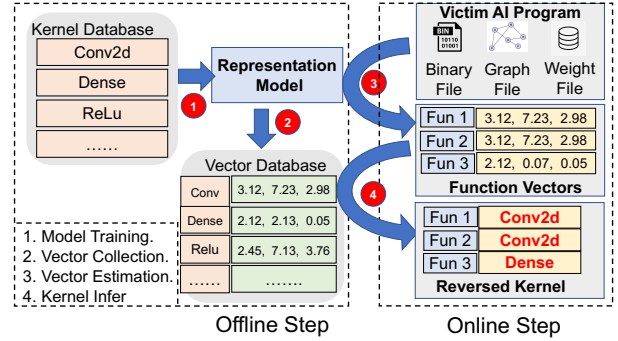 Kernel Database
Conv2d
Dense
ReLu
......
1
Representation
Model
2
Vector Database
Conv 3.12, 7.23, 2.98
Dense 2.12, 2.13, 0.05
Relu 2.45, 7.13, 3.76
...... .......
1. Model Training.
2. Vector Collection.
3. Vector Estimation.
4. Kernel Infer
Offline Step
Victim AI Program
BIN
10110
01001
Binary
File
Graph
File
Weight
File
3
Fun 1 3.12, 7.23, 2.98
Fun 2 3.12, 7.23, 2.98
Fun 3 2.12, 0.07, 0.05
Function Vectors
4
Fun 1 Conv2d
Fun 2 Conv2d
Fun 3 Dense
Reversed Kernel
Online Step